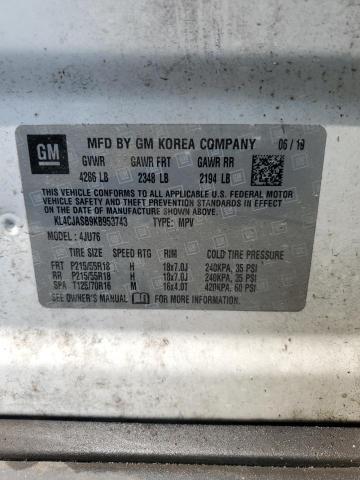 GM
MFD BY GM KOREA COMPANY 06/19
GVWR GAWR FRT GAWR RR
4266 LB 2348 LB 2194 LB
THIS VEHICLE CONFORMS TO ALL APPLICABLE U.S. FEDERAL MOTOR
VEHICLE SAFETY AND THEFT PREVENTION STANDARDS IN EFFECT ON
THE DATE OF MANUFACTURE SHOWN ABOVE.
KL4CJASB9KB953743 TYPE: MPV
MODEL: 4JU76
TIRE SIZE SPEED RTG RIM COLD TIRE PRESSURE
FRT P215/55R18 H 18x7.0J 240KPA, 35 PSI
RR P215/55R18 H 18x7.0J 240KPA, 35 PSI
SPA T125/70R16 M 16x4.0T 420KPA, 60 PSI
SEE OWNER'S MANUAL FOR MORE INFORMATION